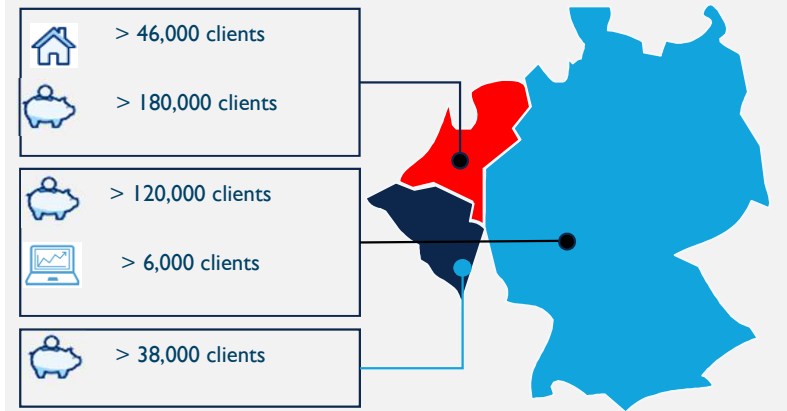 > 46,000 clients
> 180,000 clients
> 120,000 clients
> 6,000 clients
> 38,000 clients